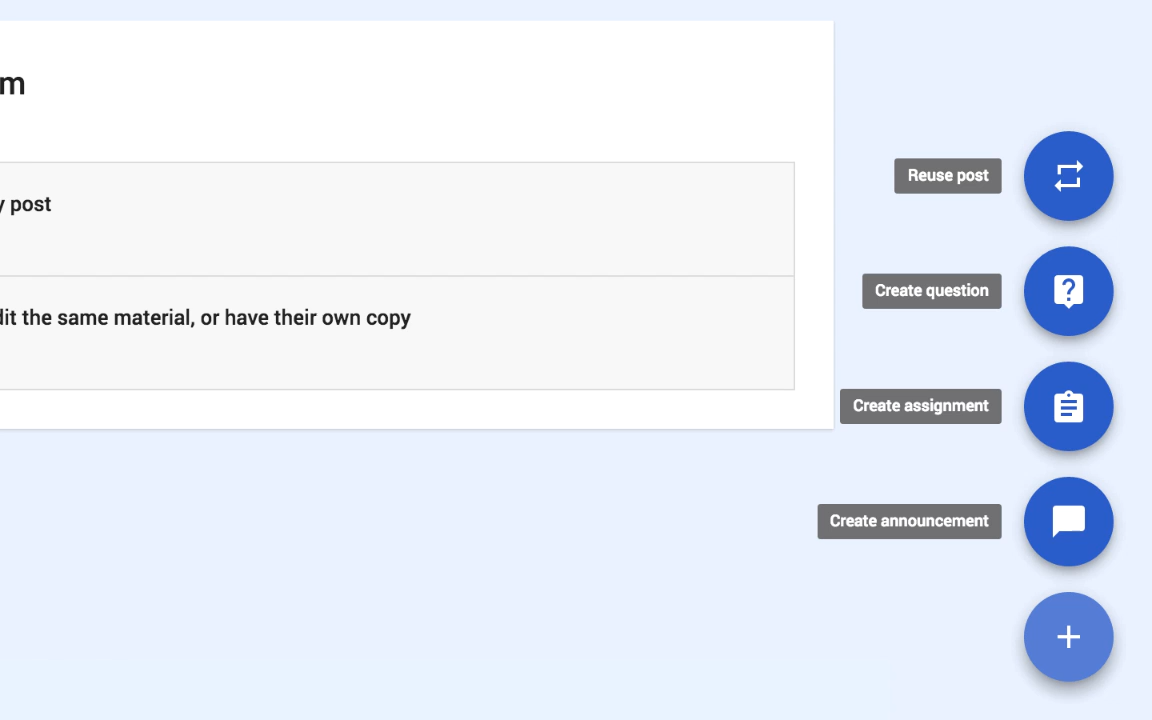 m
y post
dit the same material, or have their own copy
Reuse post
Create question
Create assignment
Create announcement